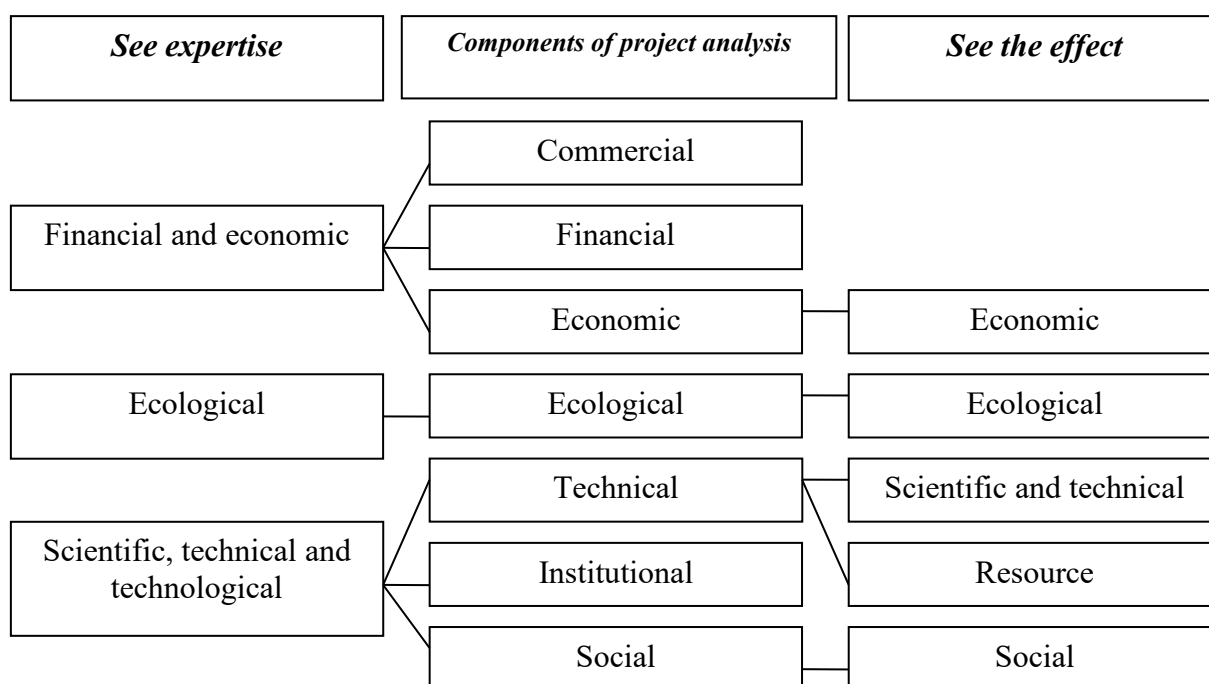 See expertise
Components of project analysis
See the effect
Commercial
Financial and economic
Financial
Economic
Economic
Ecological
Ecological
Ecological
Technical
Scientific and technical
Scientific, technical and
technological
Institutional
Resource
Social
Social